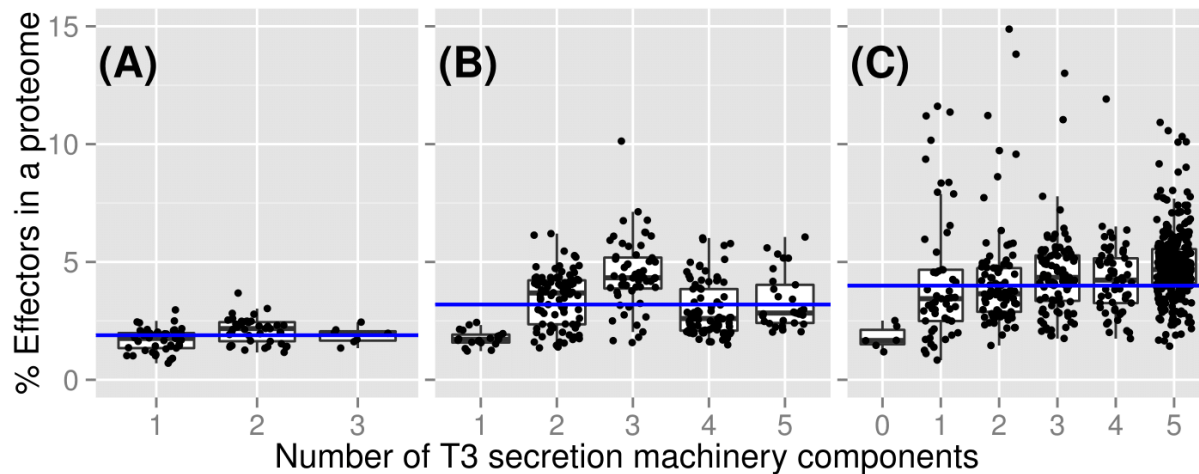 % Effectors in a proteome
15
10
5
0
(A)
(B)
(C)
1 2 3
1 2 3 4 5
0 1 2 3 4 5
Number of T3 secretion machinery components